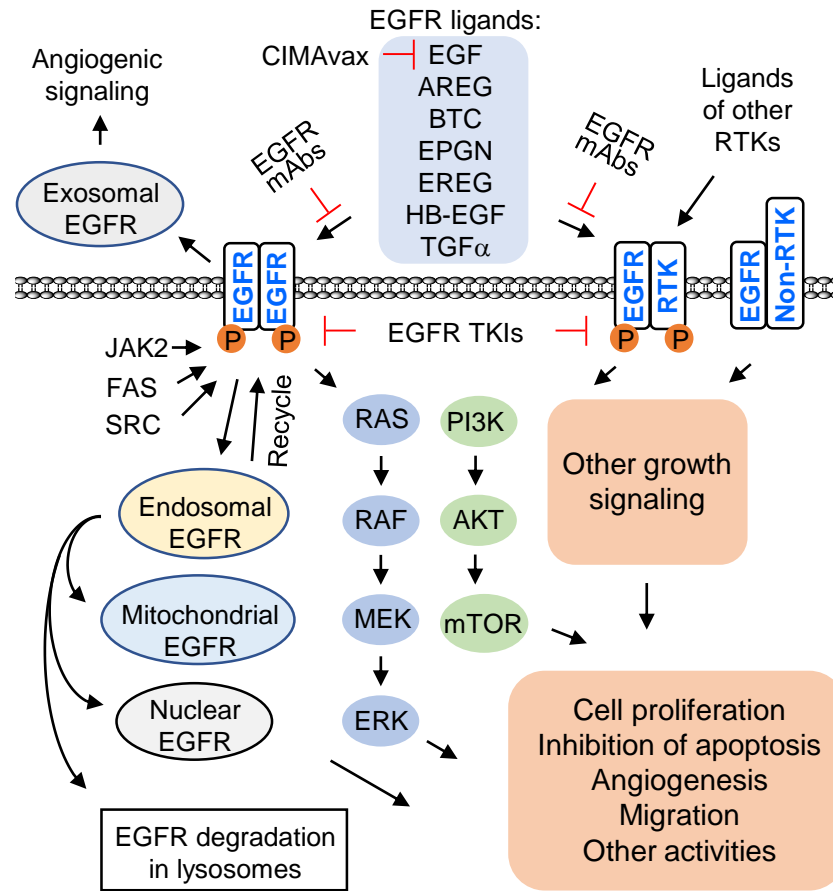 EGFR ligands:
CIMAvax
EGF
AREG
BTC
EPGN
EREG
HB-EGF
TGFα
Angiogenic
signaling
Exosomal
EGFR
EGFR
mAbs
EGFR
mAbs
Ligands
of other
RTKs
EGFR
EGFR
P
P
EGFR
RTK
P
P
EGFR
Non-RTK
EGFR TKIs
JAK2
FAS
SRC
Recycle
RAS
RAF
MEK
ERK
PI3K
AKT
mTOR
Other growth
signaling
Endosomal
EGFR
Mitochondrial
EGFR
Nuclear
EGFR
EGFR degradation
in lysosomes
Cell proliferation
Inhibition of apoptosis
Angiogenesis
Migration
Other activities